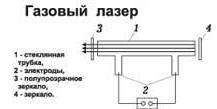 Газовый лазер
3
1
4
1 - стеклянная
трубка,
2 - электроды,
3 - полупрозрачное
зеркало,
4 - зеркало.
2